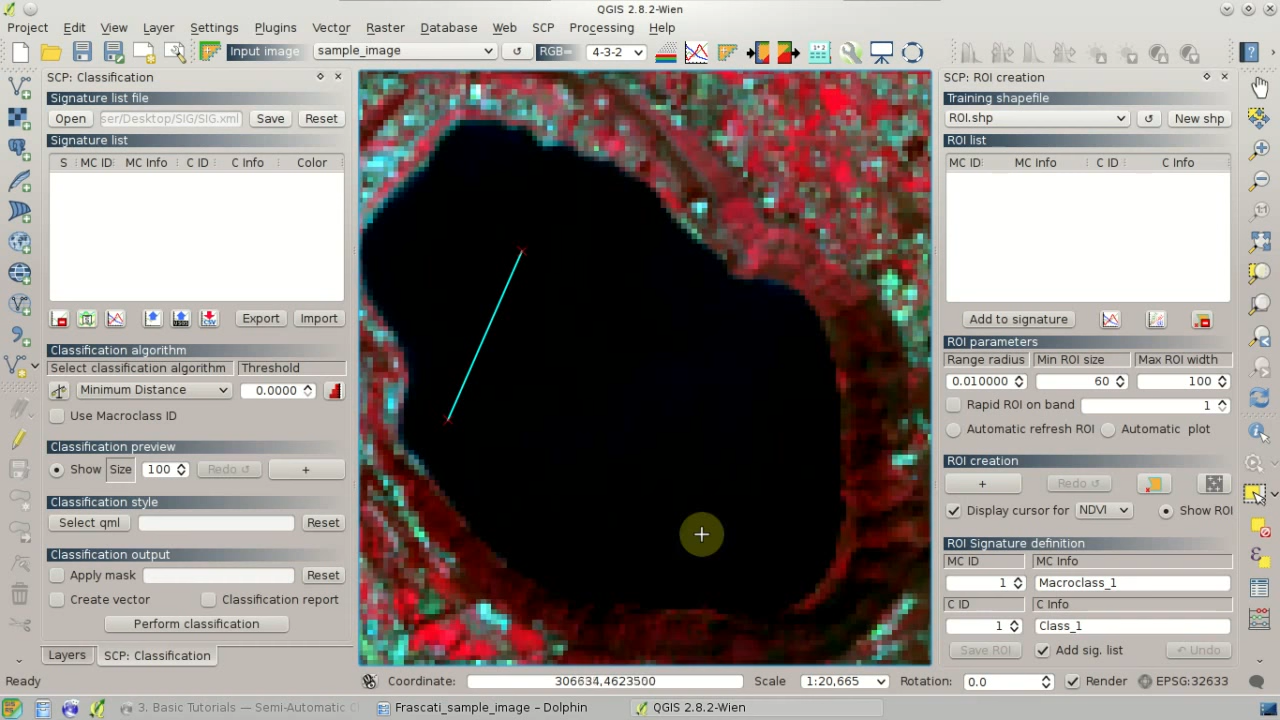 QGIS 2.8.2-Wien
Project Edit View Layer Settings Plugins Vector Raster Database Web SCP Processing Help
Input image sample_image RGB= 4-3-2
SCP: Classification
Signature list file
Open ser/Desktop/SIG/SIG.xml Save Reset
Signature list
S MC ID MC Info C ID C Info Color
Export Import
Classification algorithm
Select classification algorithm Threshold
Minimum Distance 0.0000
Use Macroclass ID
Classification preview
Show Size 100 Redo ↺ +
Classification style
Select qml Reset
Classification output
Apply mask Reset
Create vector Classification report
Perform classification
Layers SCP: Classification
SCP: ROI creation
Training shapefile
ROI.shp ↺ New shp
ROI list
MC ID MC Info C ID C Info
Add to signature
ROI parameters
Range radius Min ROI size Max ROI width
0.010000 60 100
Rapid ROI on band 1
Automatic refresh ROI Automatic plot
ROI creation
+ Redo ↺
Display cursor for NDVI Show ROI
ROI Signature definition
MC ID MC Info
1 Macroclass_1
C ID C Info
1 Class_1
Save ROI Add sig. list Undo
Ready Coordinate: 306634,4623500 Scale 1:20,665 Rotation: 0.0 Render EPSG:32633
3. Basic Tutorials — Semi-Automatic C Frascat_sample_image – Dolphin QGIS 2.8.2-Wien